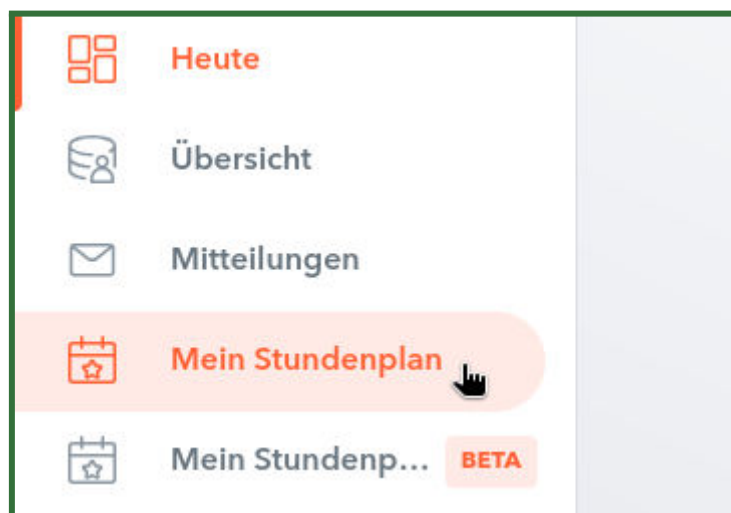 Heute
Übersicht
Mitteilungen
Mein Stundenplan
Mein Stundenp... BETA